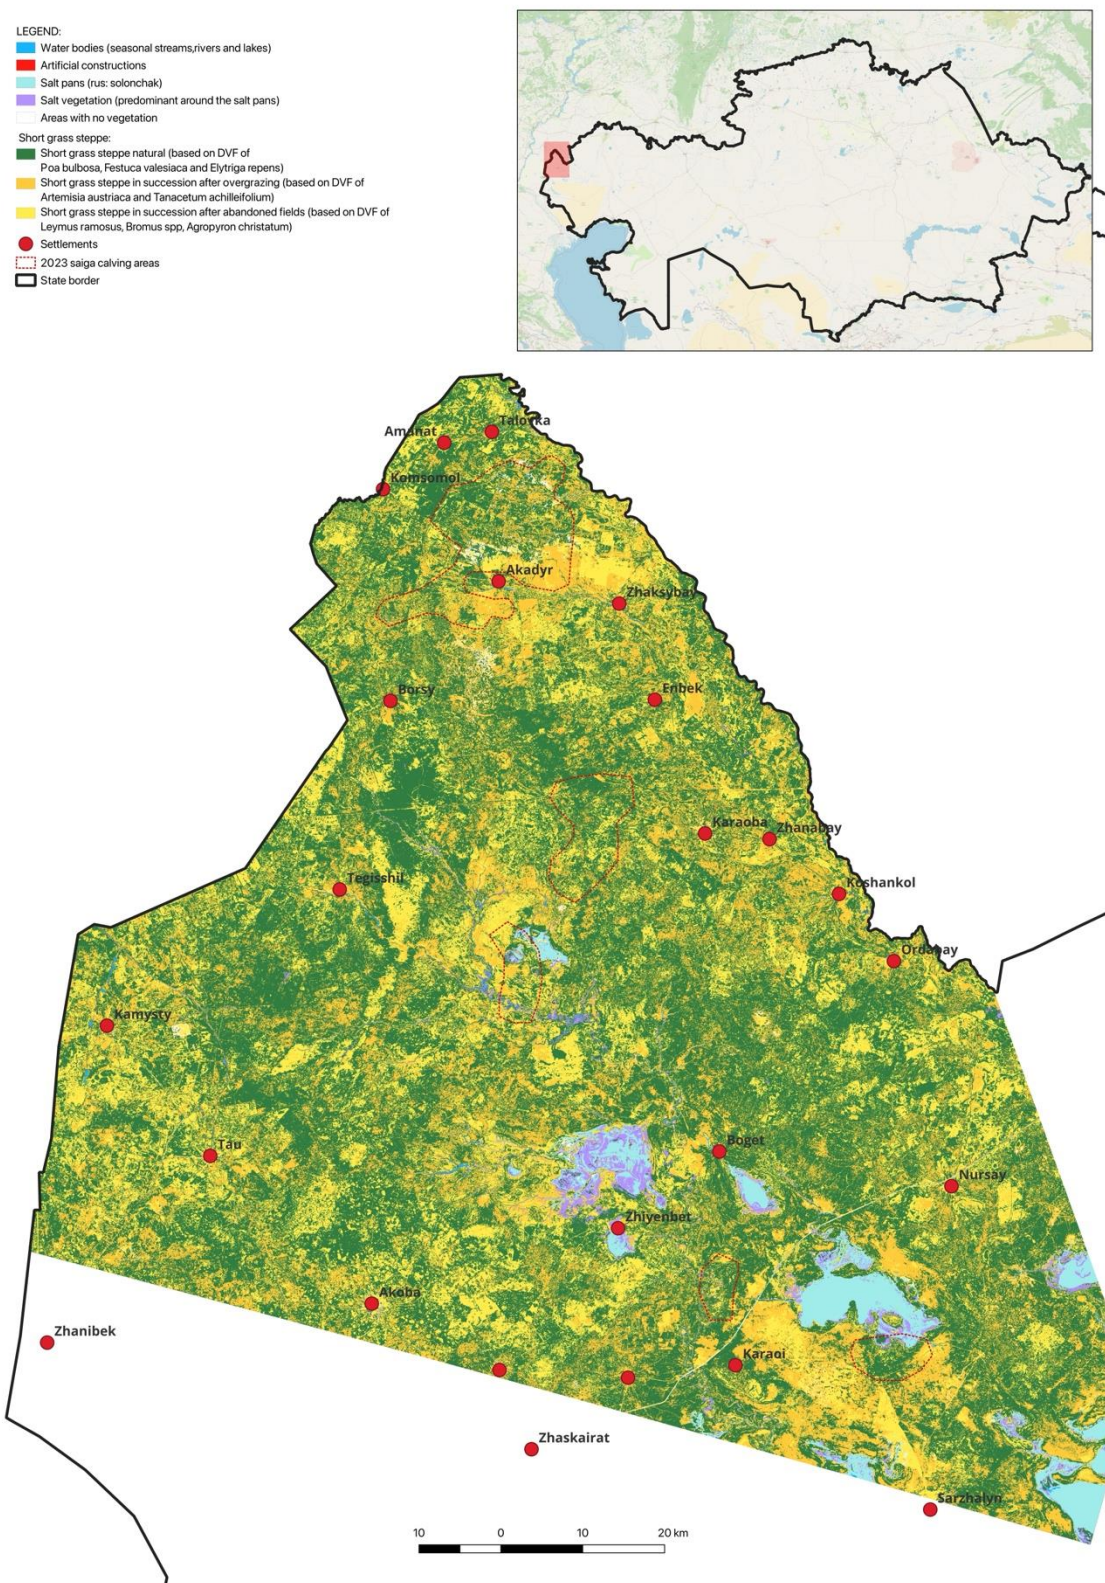 LEGEND:
Water bodies (seasonal streams,rivers and lakes)
Artificial constructions
Salt pans (rus: solonchak)
Salt vegetation (predominant around the salt pans)
Areas with no vegetation
Short grass steppe:
Short grass steppe natural (based on DVF of
Poa bulbosa, Festuca valesiaca and Elytriga repens)
Short grass steppe in succession after overgrazing (based on DVF of
Artemisia austriaca and Tanacetum achilleifolium)
Short grass steppe in succession after abandoned fields (based on DVF of
Leymus ramosus, Bromus spp, Agropyron christatum)
Settlements
2023 saiga calving areas
State border
Talovka
Amanat
Komsomol
Akadyr
Zhaksybay
Borsy
Enbek
Karaoba
Zhanabay
Tegisshil
Koshankol
Ordabay
Kamysty
Tau
Boget
Nursay
Zhiyenbet
Akoba
Zhanibek
Karaoi
Zhaskairat
Sarzhalyn
10 0 10 20 km